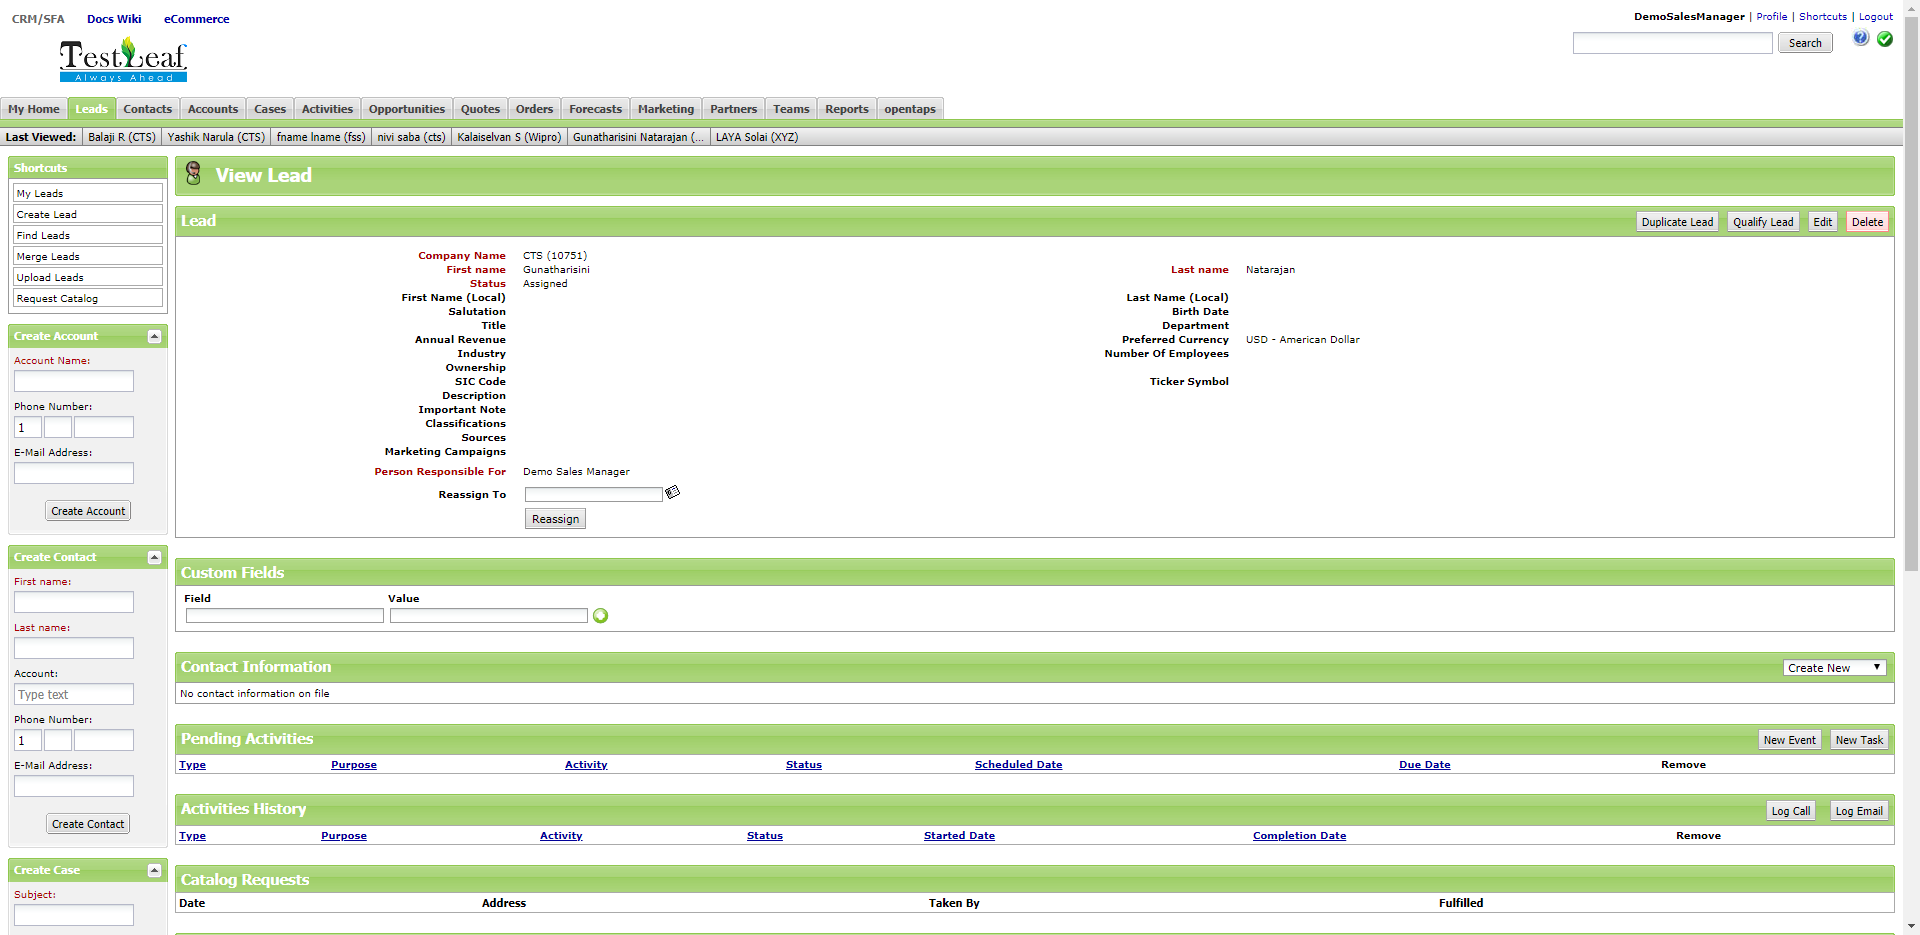 CRM/SFA Docs Wiki eCommerce
DemoSalesManager | Profile | Shortcuts | Logout
TestLeaf
Always Ahead
Search
My Home Leads Contacts Accounts Cases Activities Opportunities Quotes Orders Forecasts Marketing Partners Teams Reports opentaps
Last Viewed: Balaji R (CTS) Yashik Narula (CTS) fname lname (fss) nivi saba (cts) Kalaiselvan S (Wipro) Gunatharisini Natarajan (... LAYA Solai (XYZ)
Shortcuts
My Leads
Create Lead
Find Leads
Merge Leads
Upload Leads
Request Catalog
Create Account
Account Name:
Phone Number:
1
E-Mail Address:
Create Account
Create Contact
First name:
Last name:
Account:
Type text
Phone Number:
1
E-Mail Address:
Create Contact
Create Case
Subject:
View Lead
Lead
Duplicate Lead Qualify Lead Edit Delete
Company Name CTS (10751)
First name Gunatharisini Last name Natarajan
Status Assigned
First Name (Local) Last Name (Local)
Salutation Birth Date
Title Department
Annual Revenue Preferred Currency USD - American Dollar
Industry Number Of Employees
Ownership
SIC Code Ticker Symbol
Description
Important Note
Classifications
Sources
Marketing Campaigns
Person Responsible For Demo Sales Manager
Reassign To
Reassign
Custom Fields
Field Value
Contact Information
Create New
No contact information on file
Pending Activities
New Event New Task
Type Purpose Activity Status Scheduled Date Due Date Remove
Activities History
Log Call Log Email
Type Purpose Activity Status Started Date Completion Date Remove
Catalog Requests
Date Address Taken By Fulfilled